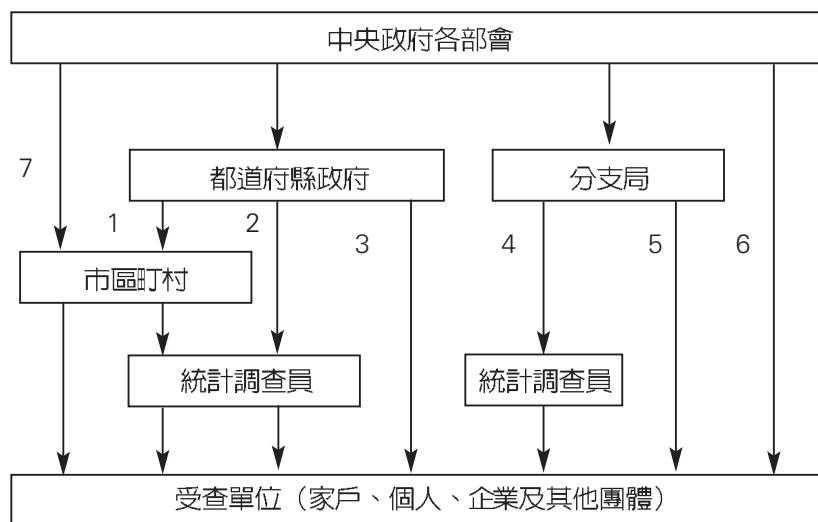 中央政府各部會
7
都道府縣政府
分支局
1
2
3
4
5
6
市區町村
統計調查員
統計調查員
受查單位（家戶、個人、企業及其他團體）